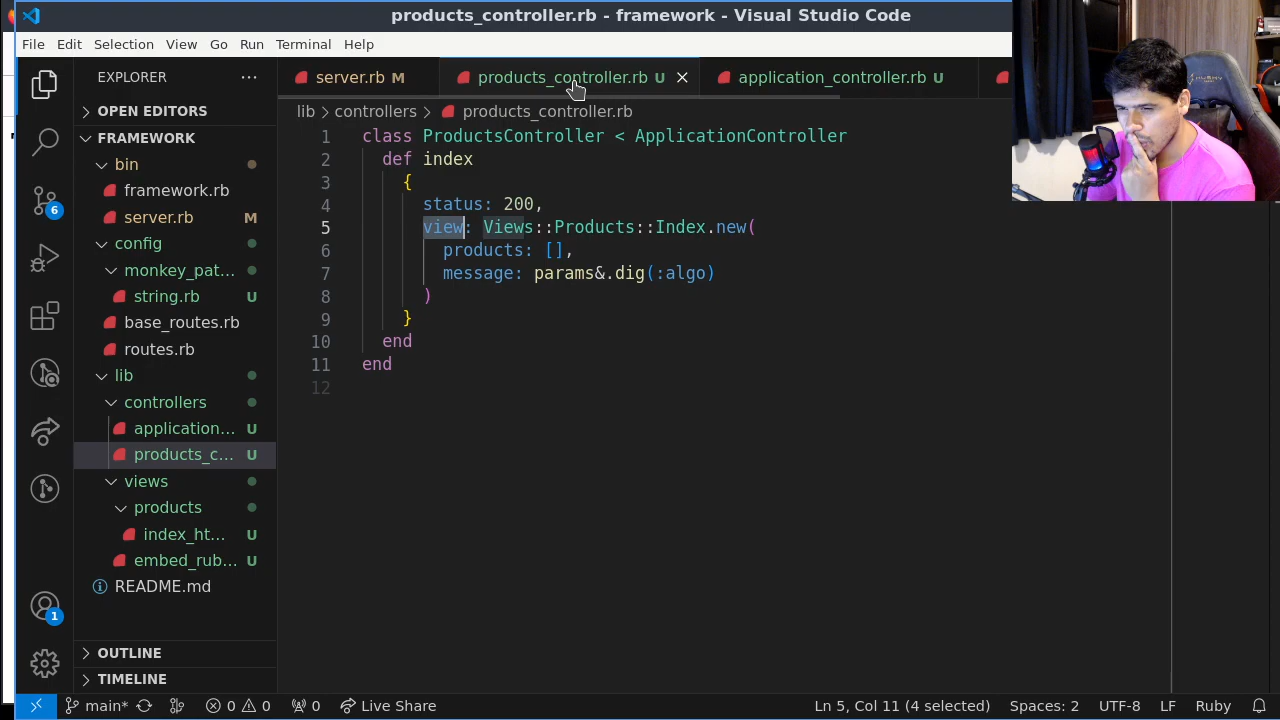 products_controller.rb - framework - Visual Studio Code
File Edit Selection View Go Run Terminal Help
EXPLORER ···
server.rb M
products_controller.rb U
application_controller.rb U
OPEN EDITORS
lib > controllers > products_controller.rb
FRAMEWORK
bin
framework.rb
server.rb M
config
monkey_pat...
string.rb U
base_routes.rb
routes.rb
lib
controllers
application... U
products_c... U
views
products
index_ht... U
embed_rub... U
README.md
OUTLINE
TIMELINE
6
1
1 class ProductsController < ApplicationController
2 def index
3 {
4 status: 200,
5 view: Views::Products::Index.new(
6 products: [],
7 message: params&.dig(:algo)
8 )
9 }
10 end
11 end
12
main* 0 0 0 Live Share Ln 5, Col 11 (4 selected) Spaces: 2 UTF-8 LF Ruby